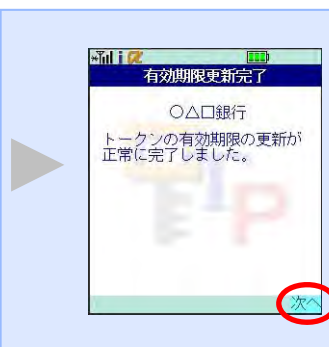 有効期限更新完了
○△口銀行
トークンの有効期限の更新が
正常に完了しました。
次へ